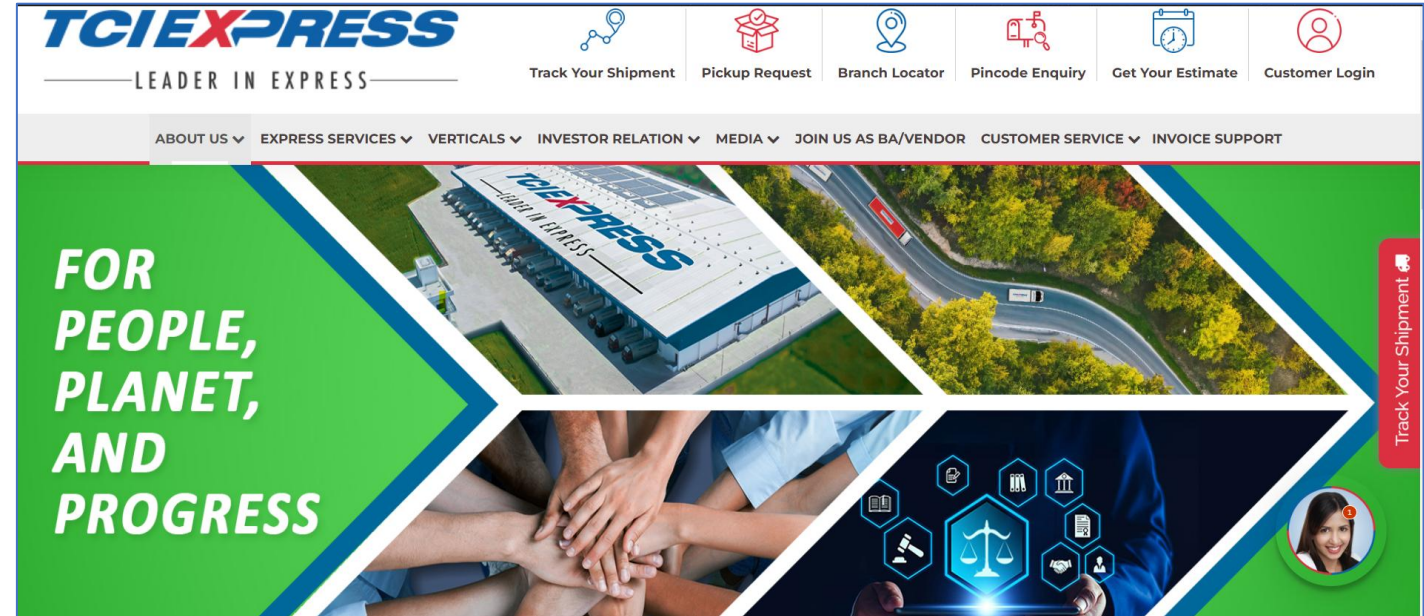 TCIEXPRESS
LEADER IN EXPRESS
Track Your Shipment
Pickup Request
Branch Locator
Pincode Enquiry
Get Your Estimate
Customer Login
ABOUT US
EXPRESS SERVICES
VERTICALS
INVESTOR RELATION
MEDIA
JOIN US AS BA/VENDOR
CUSTOMER SERVICE
INVOICE SUPPORT
FOR
PEOPLE,
PLANET,
AND
PROGRESS
TCIEXPRESS
LEADER IN EXPRESS
Track Your Shipment
1